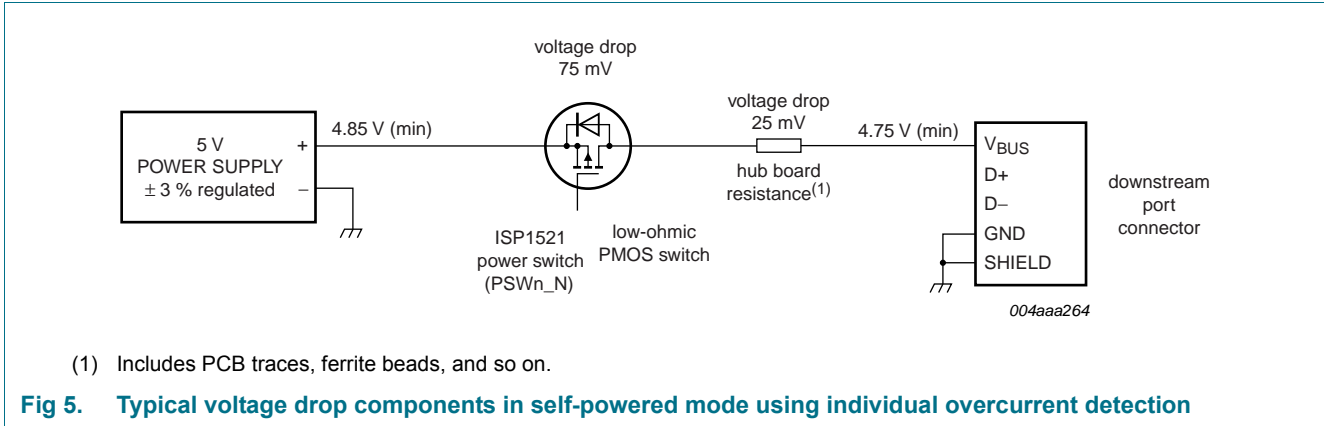 voltage drop
75 mV
voltage drop
25 mV
4.85 V (min)
4.75 V (min)
5 V
POWER SUPPLY
± 3 % regulated
+
−
hub board
resistance(1)
ISP1521
power switch
(PSWn_N)
low-ohmic
PMOS switch
VBUS
D+
D−
GND
SHIELD
downstream
port
connector
004aaa264
(1) Includes PCB traces, ferrite beads, and so on.
Fig 5. Typical voltage drop components in self-powered mode using individual overcurrent detection